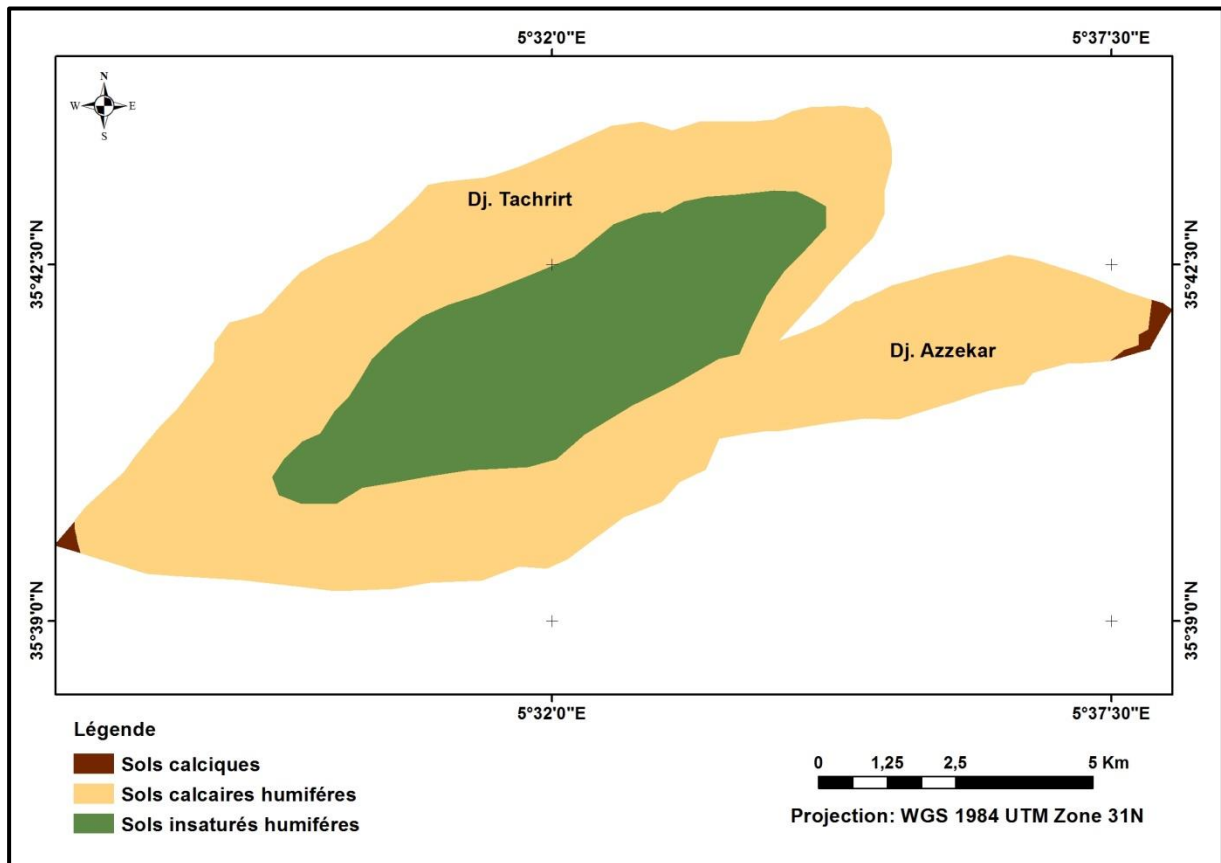 5°32'0"E 5°37'30"E
N
W E
S
Dj. Tachrirt
35°42'30"N 35°42'30"N
Dj. Azzekar
35°39'0"N 35°39'0"N
5°32'0"E 5°37'30"E
Légende
Sols calciques
Sols calcaires humiféres
Sols insaturés humiféres
0 1,25 2,5 5 Km
Projection: WGS 1984 UTM Zone 31N